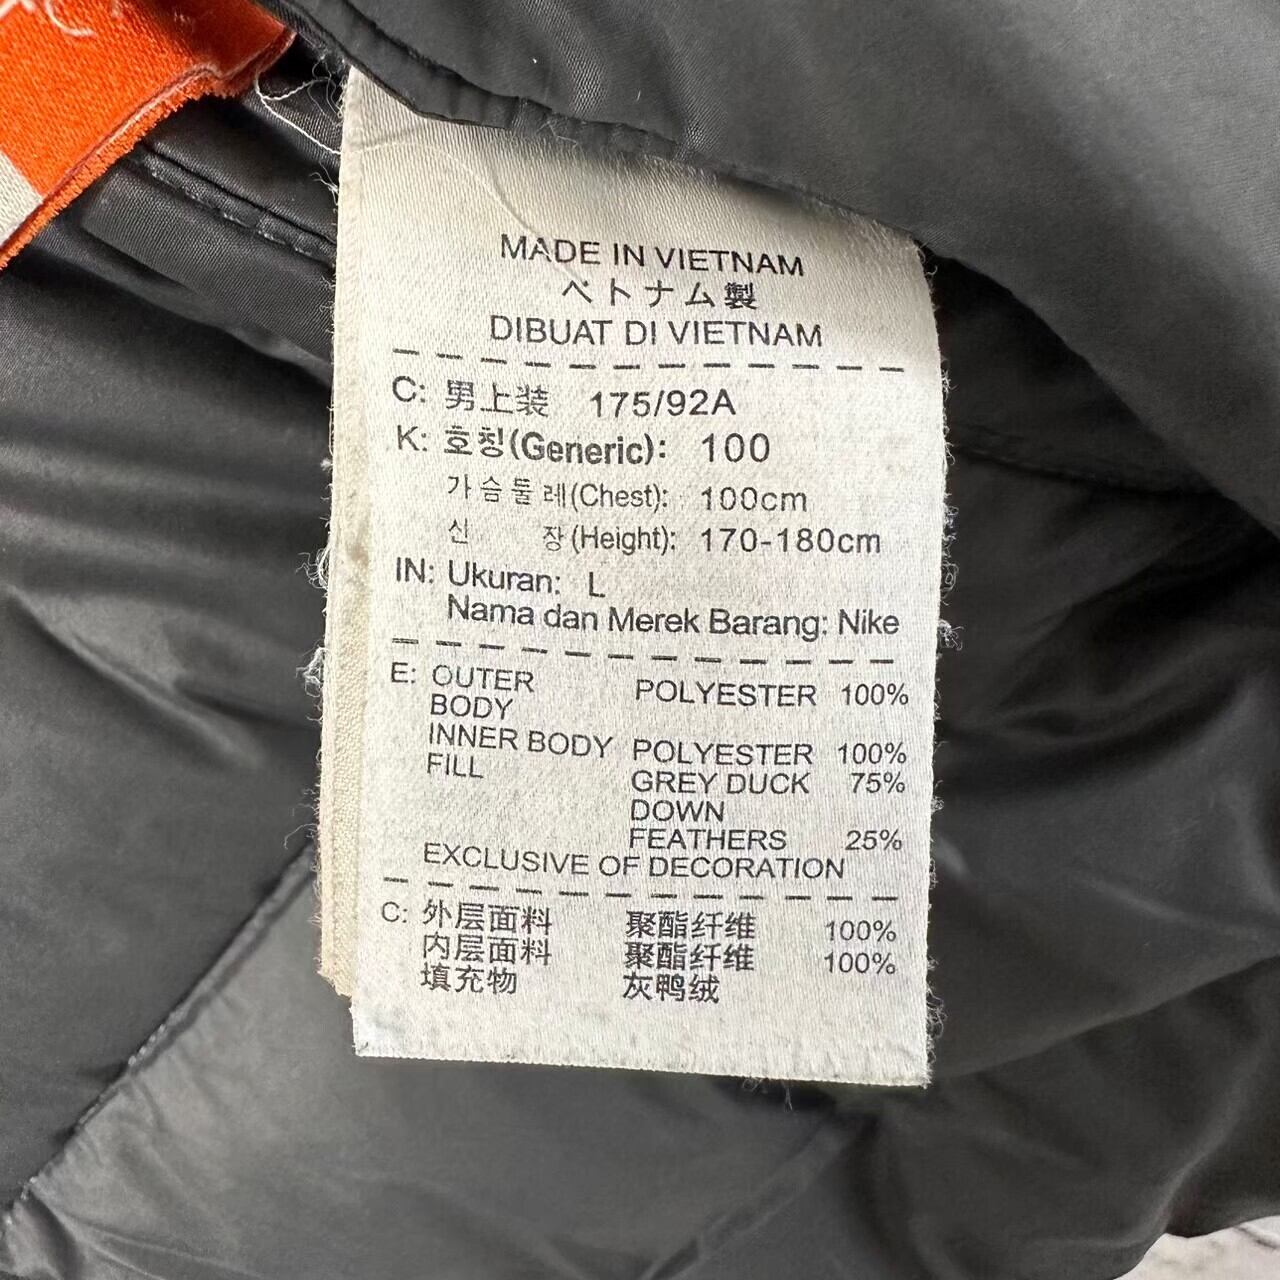 MADE IN VIETNAM
ベトナム製
DIBUAT DI VIETNAM
C: 男上装 175/92A
K: 호칭(Generic): 100
가슴둘레(Chest): 100cm
신 장(Height): 170-180cm
IN: Ukuran: L
Nama dan Merek Barang: Nike
E: OUTER BODY POLYESTER 100%
INNER BODY POLYESTER 100%
FILL GREY DUCK DOWN 75%
FEATHERS 25%
EXCLUSIVE OF DECORATION
C: 外层面料 聚酯纤维 100%
内层面料 聚酯纤维 100%
填充物 灰鸭绒